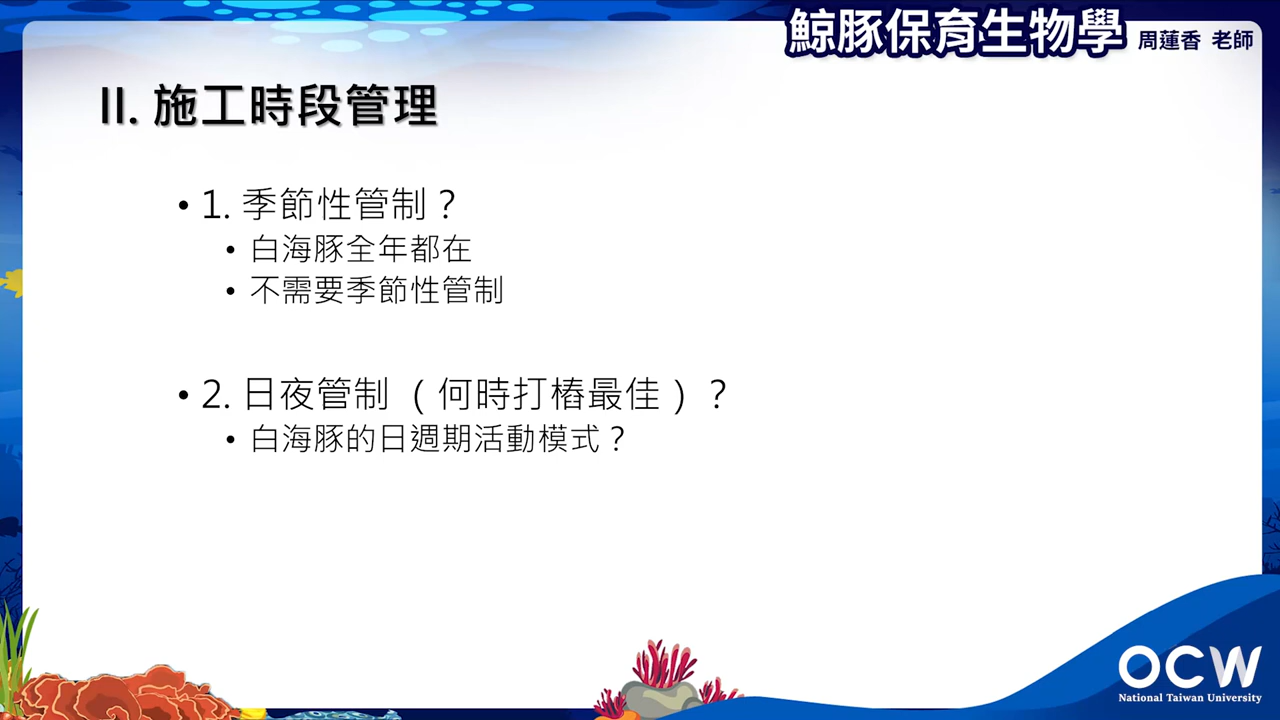 鯨豚保育生物學 周蓮香 老師
II. 施工時段管理
• 1. 季節性管制？
• 白海豚全年都在
• 不需要季節性管制
• 2. 日夜管制 （何時打樁最佳）？
• 白海豚的日週期活動模式？
OCW
National Taiwan University